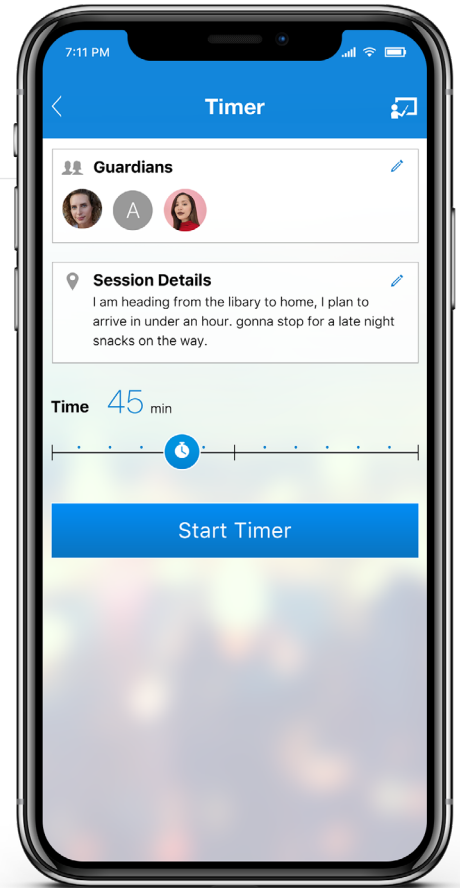 7:11 PM
Timer
Guardians
A
Session Details
I am heading from the libary to home, I plan to
arrive in under an hour. gonna stop for a late night
snacks on the way.
Time 45 min
Start Timer